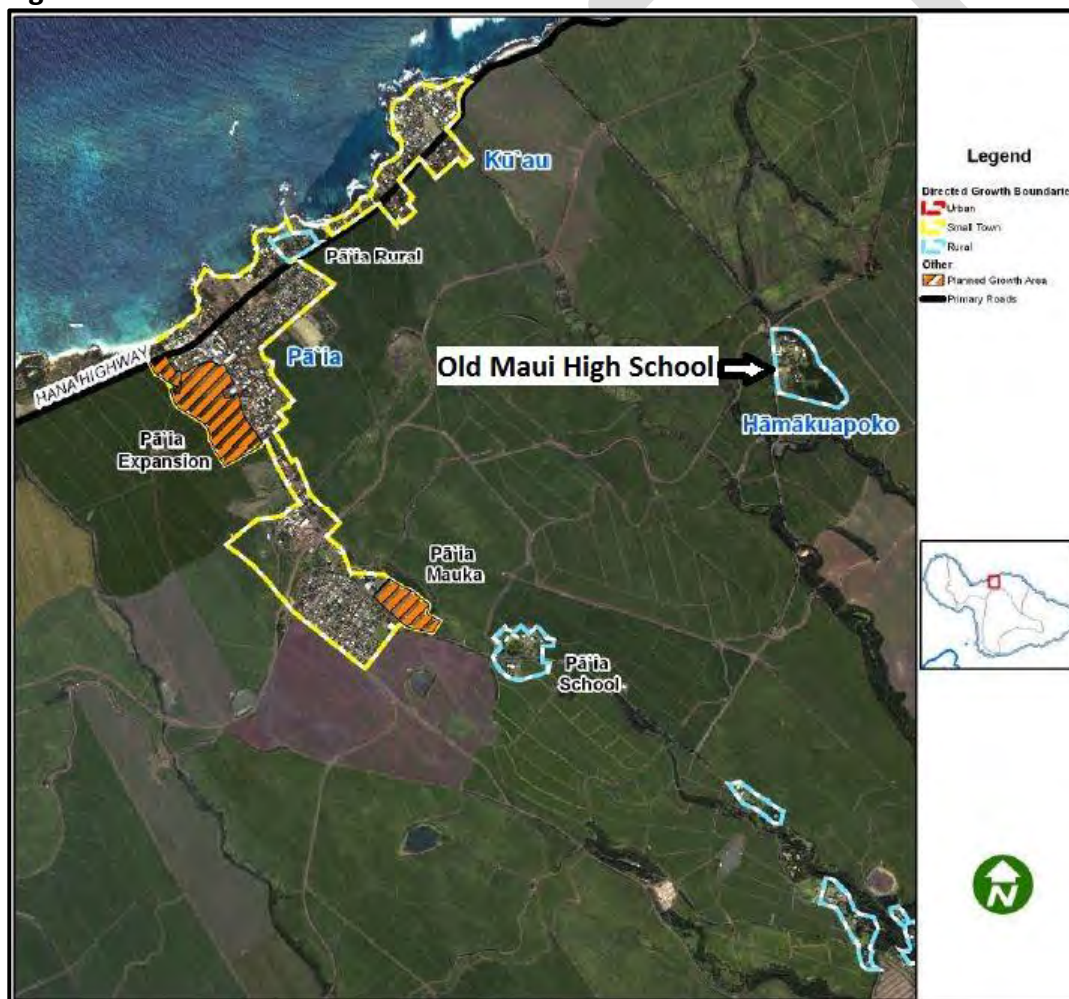 Kū`au
Pā`ia Rural
HANA HIGHWAY
Pā`ia
Old Maui High School
Hāmākuapoko
Pā`ia
Expansion
Pā`ia
Mauka
Pā`ia
School
Legend
Directed Growth Boundarie
Urban
Small Town
Rural
Other
Planned Growth Area
Primary Roads
N